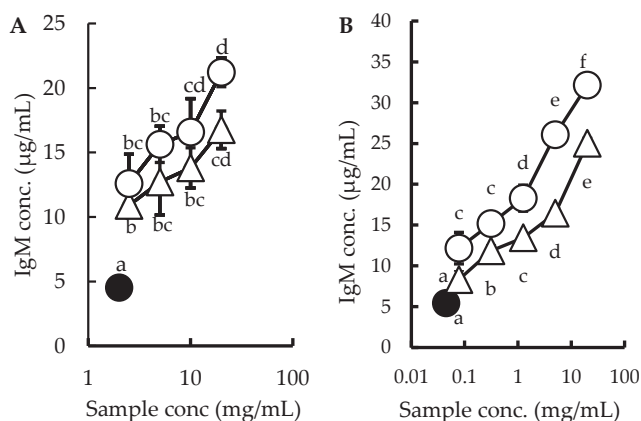 A
IgM conc. (µg/mL)
25
20
15
10
5
0
d
cd
bc
bc
cd
bc
bc
b
a
1
10
100
Sample conc (mg/mL)
B
IgM conc. (µg/mL)
40
35
30
25
20
15
10
5
0
f
e
d
c
c
e
d
c
b
a
a
0.01
0.1
1
10
100
Sample conc. (mg/mL)